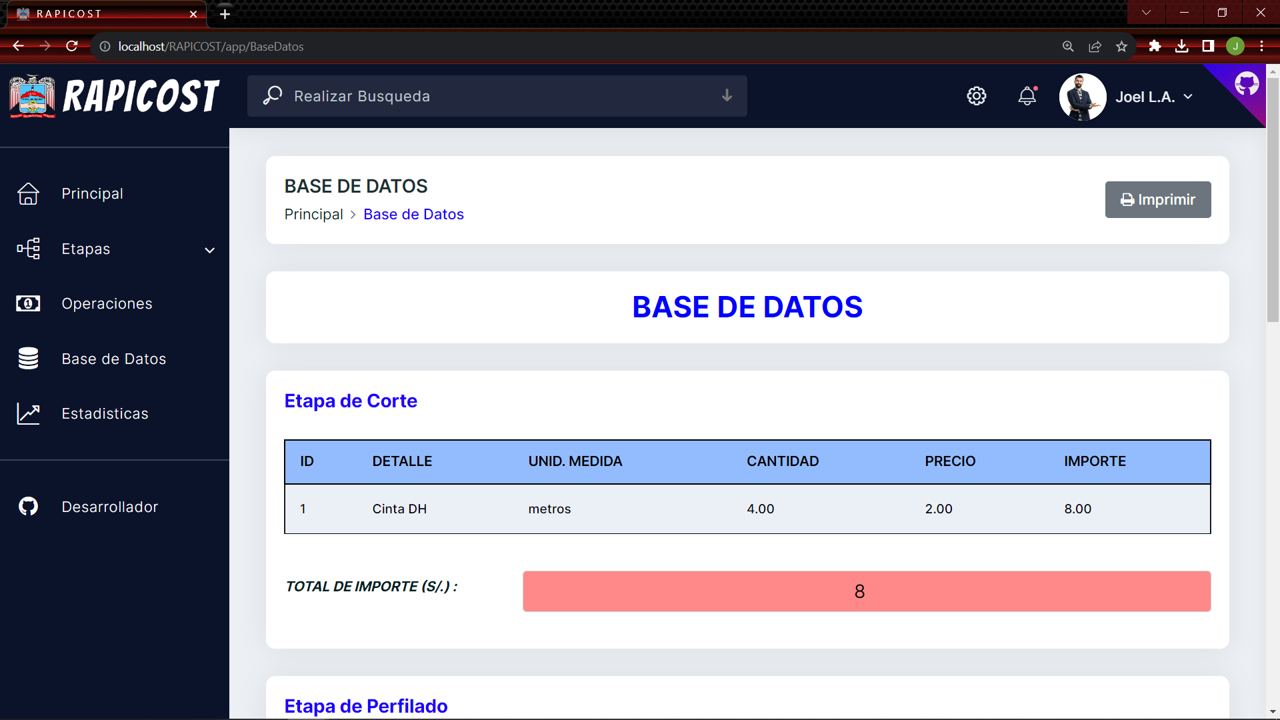 RAPICOST
localhost/RAPICOST/app/BaseDatos
J
RAPICOST
Realizar Busqueda
Joel L.A.
Principal
Etapas
Operaciones
Base de Datos
Estadisticas
Desarrollador
BASE DE DATOS
Principal > Base de Datos
Imprimir
BASE DE DATOS
Etapa de Corte
ID DETALLE UNID. MEDIDA CANTIDAD PRECIO IMPORTE
1 Cinta DH metros 4.00 2.00 8.00
TOTAL DE IMPORTE (S/.) : 8
Etapa de Perfilado